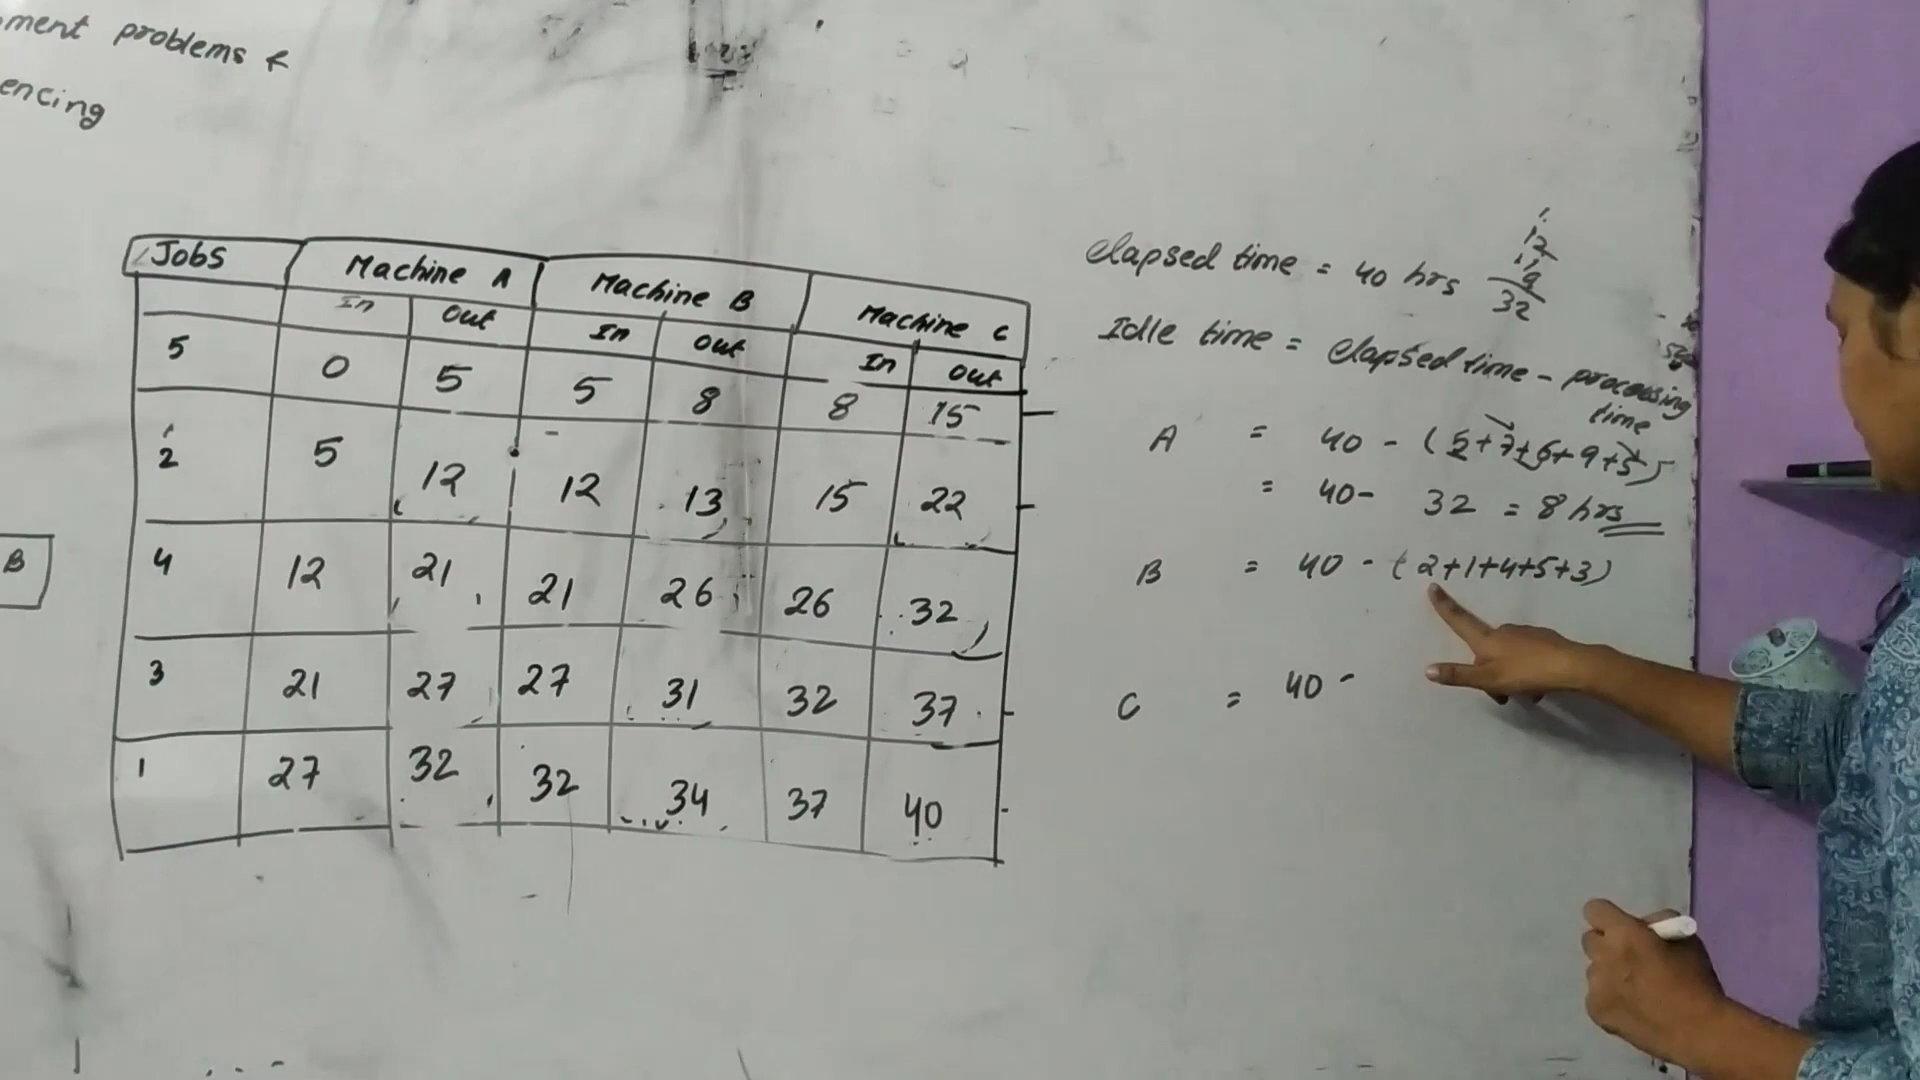 ment problems &
encing
Jobs Machine A Machine B Machine C
In Out In Out In Out
5 0 5 5 8 8 15
2 5 12 12 13 15 22
4 12 21 21 26 26 32
3 21 27 27 31 32 37
1 27 32 32 34 37 40
B
elapsed time = 40 hrs
12
32
Idle time = elapsed time - processing
time
A = 40 - (5+7+6+9+5)
= 40- 32 = 8 hrs
B = 40 - (2+1+4+5+3)
C = 40 -